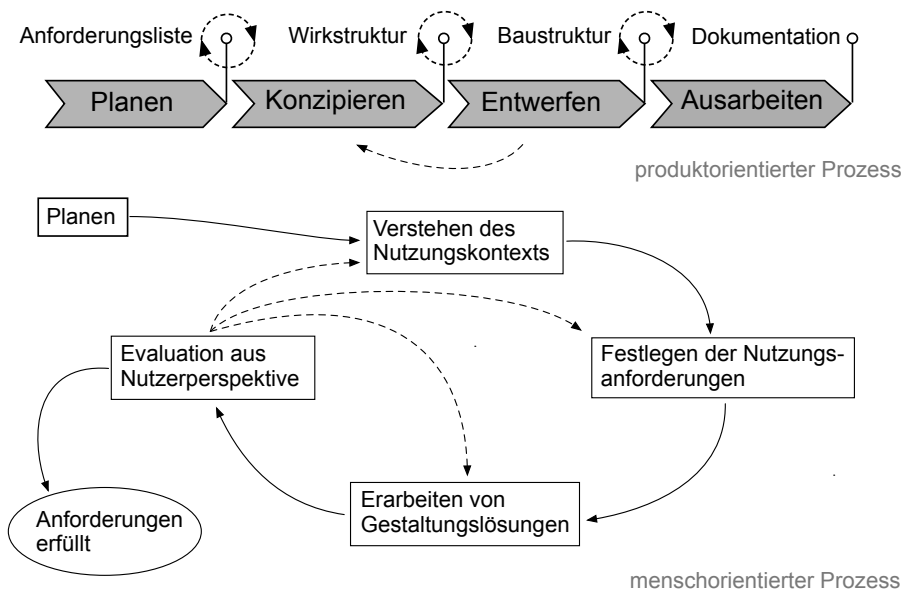 Anforderungsliste
Wirkstruktur
Baustruktur
Dokumentation
Planen
Konzipieren
Entwerfen
Ausarbeiten
produktorientierter Prozess
Planen
Verstehen des
Nutzungskontexts
Evaluation aus
Nutzerperspektive
Festlegen der Nutzungs-
anforderungen
Erarbeiten von
Gestaltungslösungen
Anforderungen
erfüllt
menschorientierter Prozess